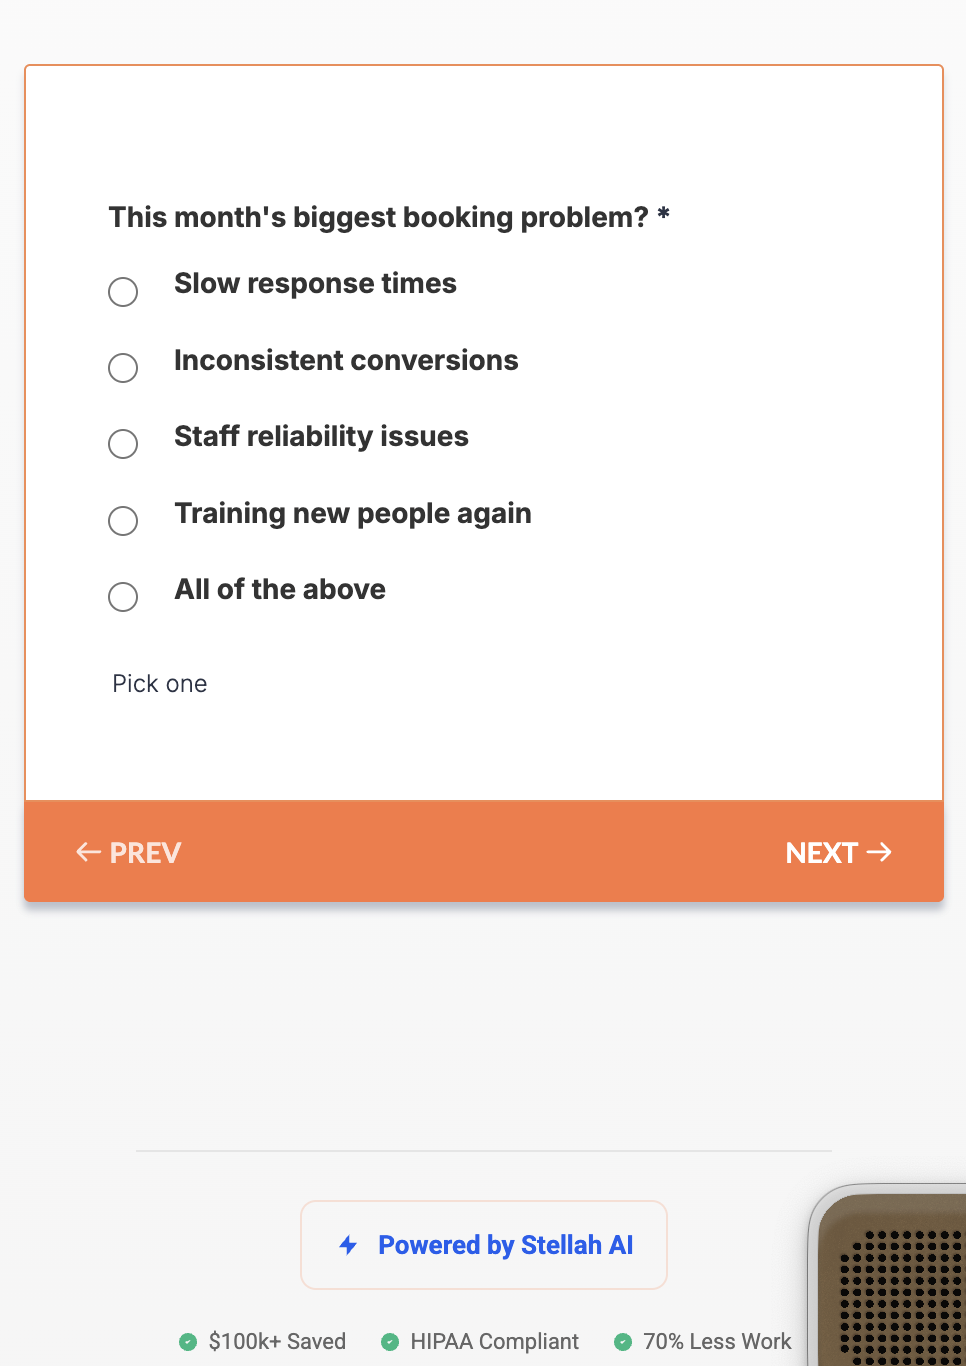 This month's biggest booking problem? *
Slow response times
Inconsistent conversions
Staff reliability issues
Training new people again
All of the above
Pick one
← PREV
NEXT →
Powered by Stellah AI
$100k+ Saved
HIPAA Compliant
70% Less Work